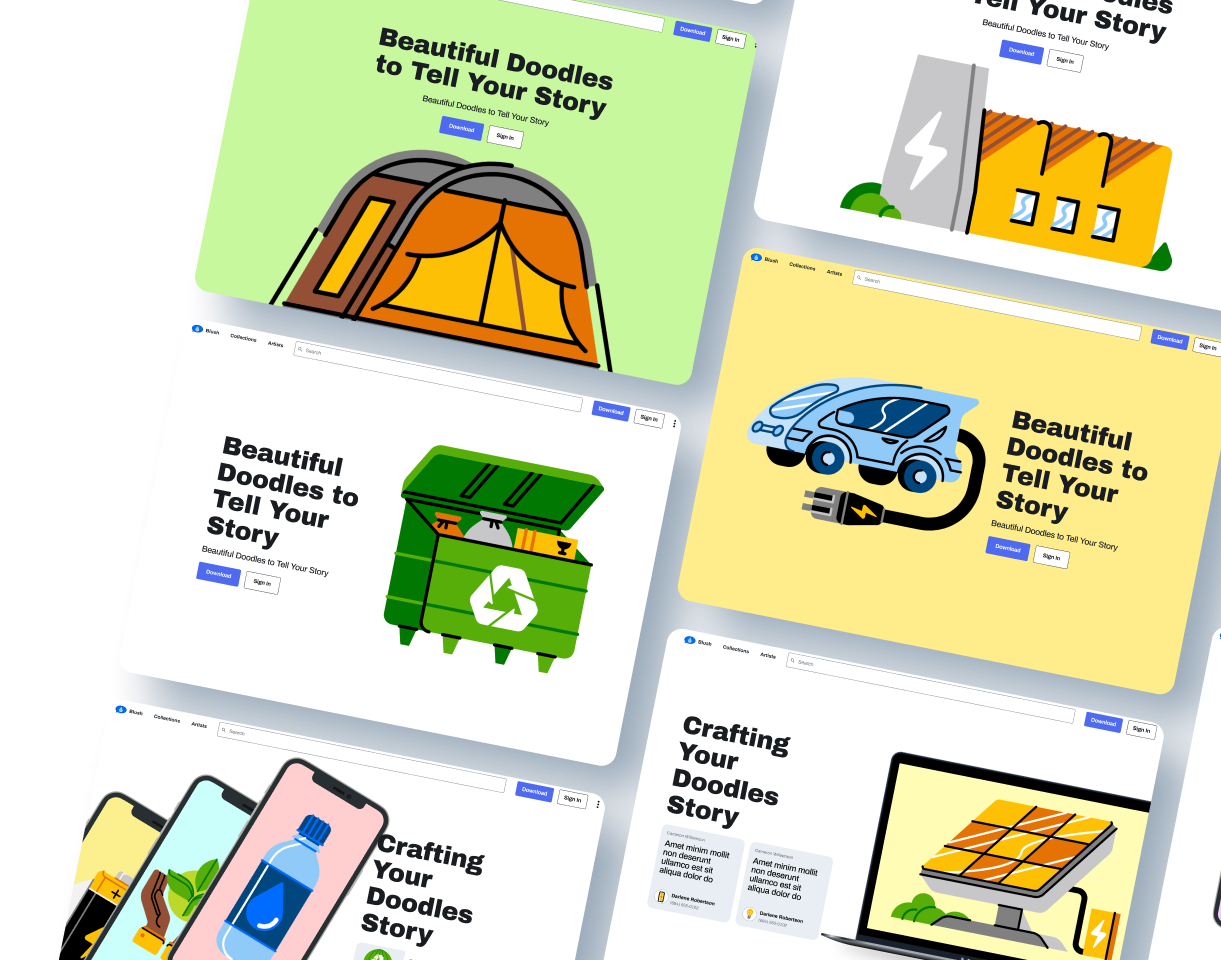 Download
Sign In
Beautiful Doodles
to Tell Your Story
Beautiful Doodles to Tell Your Story
Download
Sign In
Tell Your Story
Beautiful Doodles to Tell Your Story
Download
Sign In
Blush
Collections
Artists
Search
Download
Sign In
Beautiful
Doodles to
Tell Your
Story
Beautiful Doodles to Tell Your Story
Download
Sign In
Blush
Collections
Artists
Search
Download
Sign In
Beautiful
Doodles to
Tell Your
Story
Beautiful Doodles to Tell Your Story
Download
Sign In
Blush
Collections
Artists
Search
Download
Sign In
Crafting
Your
Doodles
Story
Blush
Collections
Artists
Search
Download
Sign In
Crafting
Your
Doodles
Story
Cameron Williamson
Amet minim mollit
non deserunt
ullamco est sit
aliqua dolor do
Darlene Robertson
Cameron Williamson
Amet minim mollit
non deserunt
ullamco est sit
aliqua dolor do
Darlene Robertson